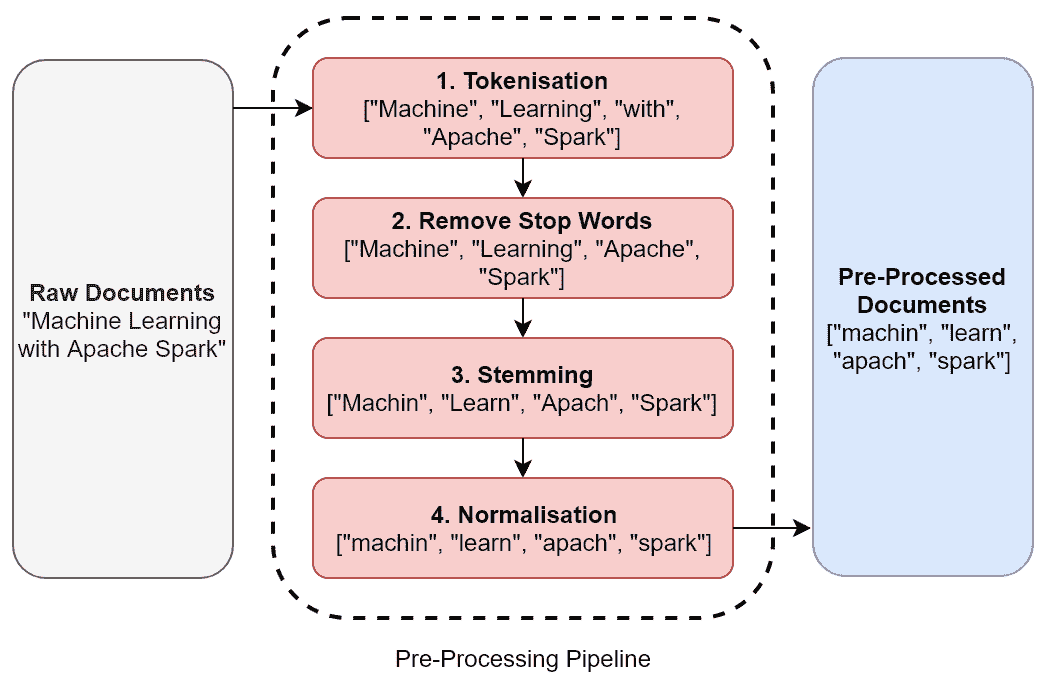 Raw Documents
"Machine Learning
with Apache Spark"
1. Tokenisation
["Machine", "Learning", "with",
"Apache", "Spark"]
2. Remove Stop Words
["Machine", "Learning", "Apache",
"Spark"]
3. Stemming
["Machin", "Learn", "Apach", "Spark"]
4. Normalisation
["machin", "learn", "apach", "spark"]
Pre-Processed
Documents
["machin", "learn",
"apach", "spark"]
Pre-Processing Pipeline